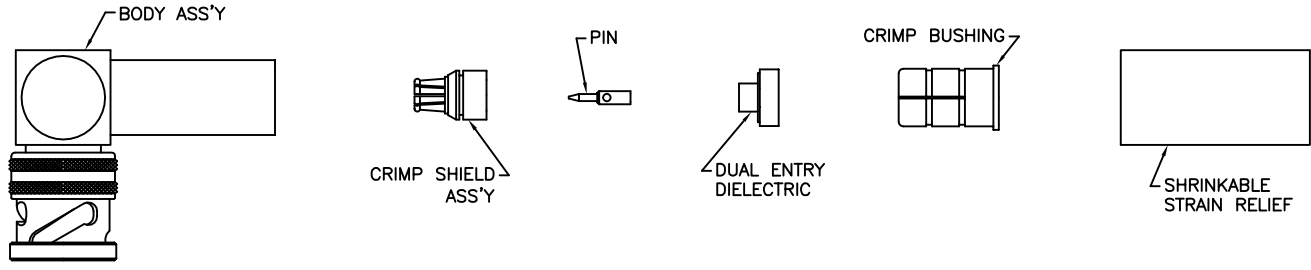 BODY ASS'Y
PIN
CRIMP BUSHING
CRIMP SHIELD
ASS'Y
DUAL ENTRY
DIELECTRIC
SHRINKABLE
STRAIN RELIEF